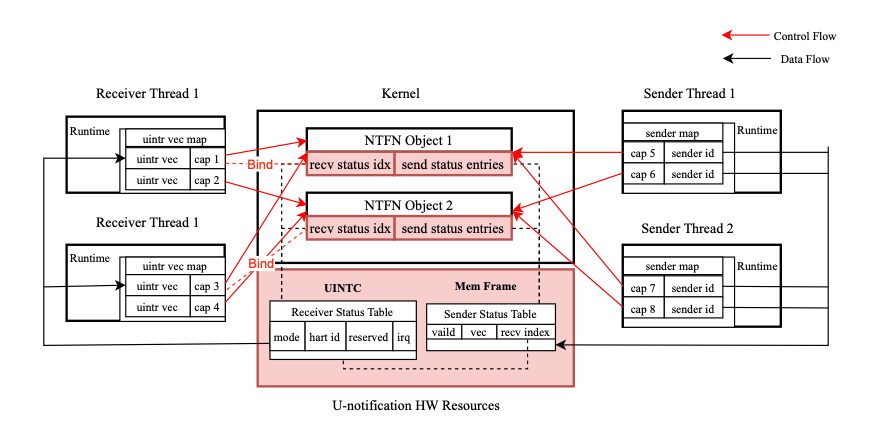 Control Flow
Data Flow
Receiver Thread 1
Kernel
Sender Thread 1
Runtime
uintr vec map
uintr vec cap 1
uintr vec cap 2
Bind
NTFN Object 1
recv status idx send status entries
NTFN Object 2
recv status idx send status entries
sender map
Runtime
cap 5 sender id
cap 6 sender id
Receiver Thread 1
Sender Thread 2
Runtime
uintr vec map
uintr vec cap 3
uintr vec cap 4
Bind
sender map
Runtime
cap 7 sender id
cap 8 sender id
UINTC
Mem Frame
Receiver Status Table
mode hart id reserved irq
Sender Status Table
vaild vec recv index
U-notification HW Resources